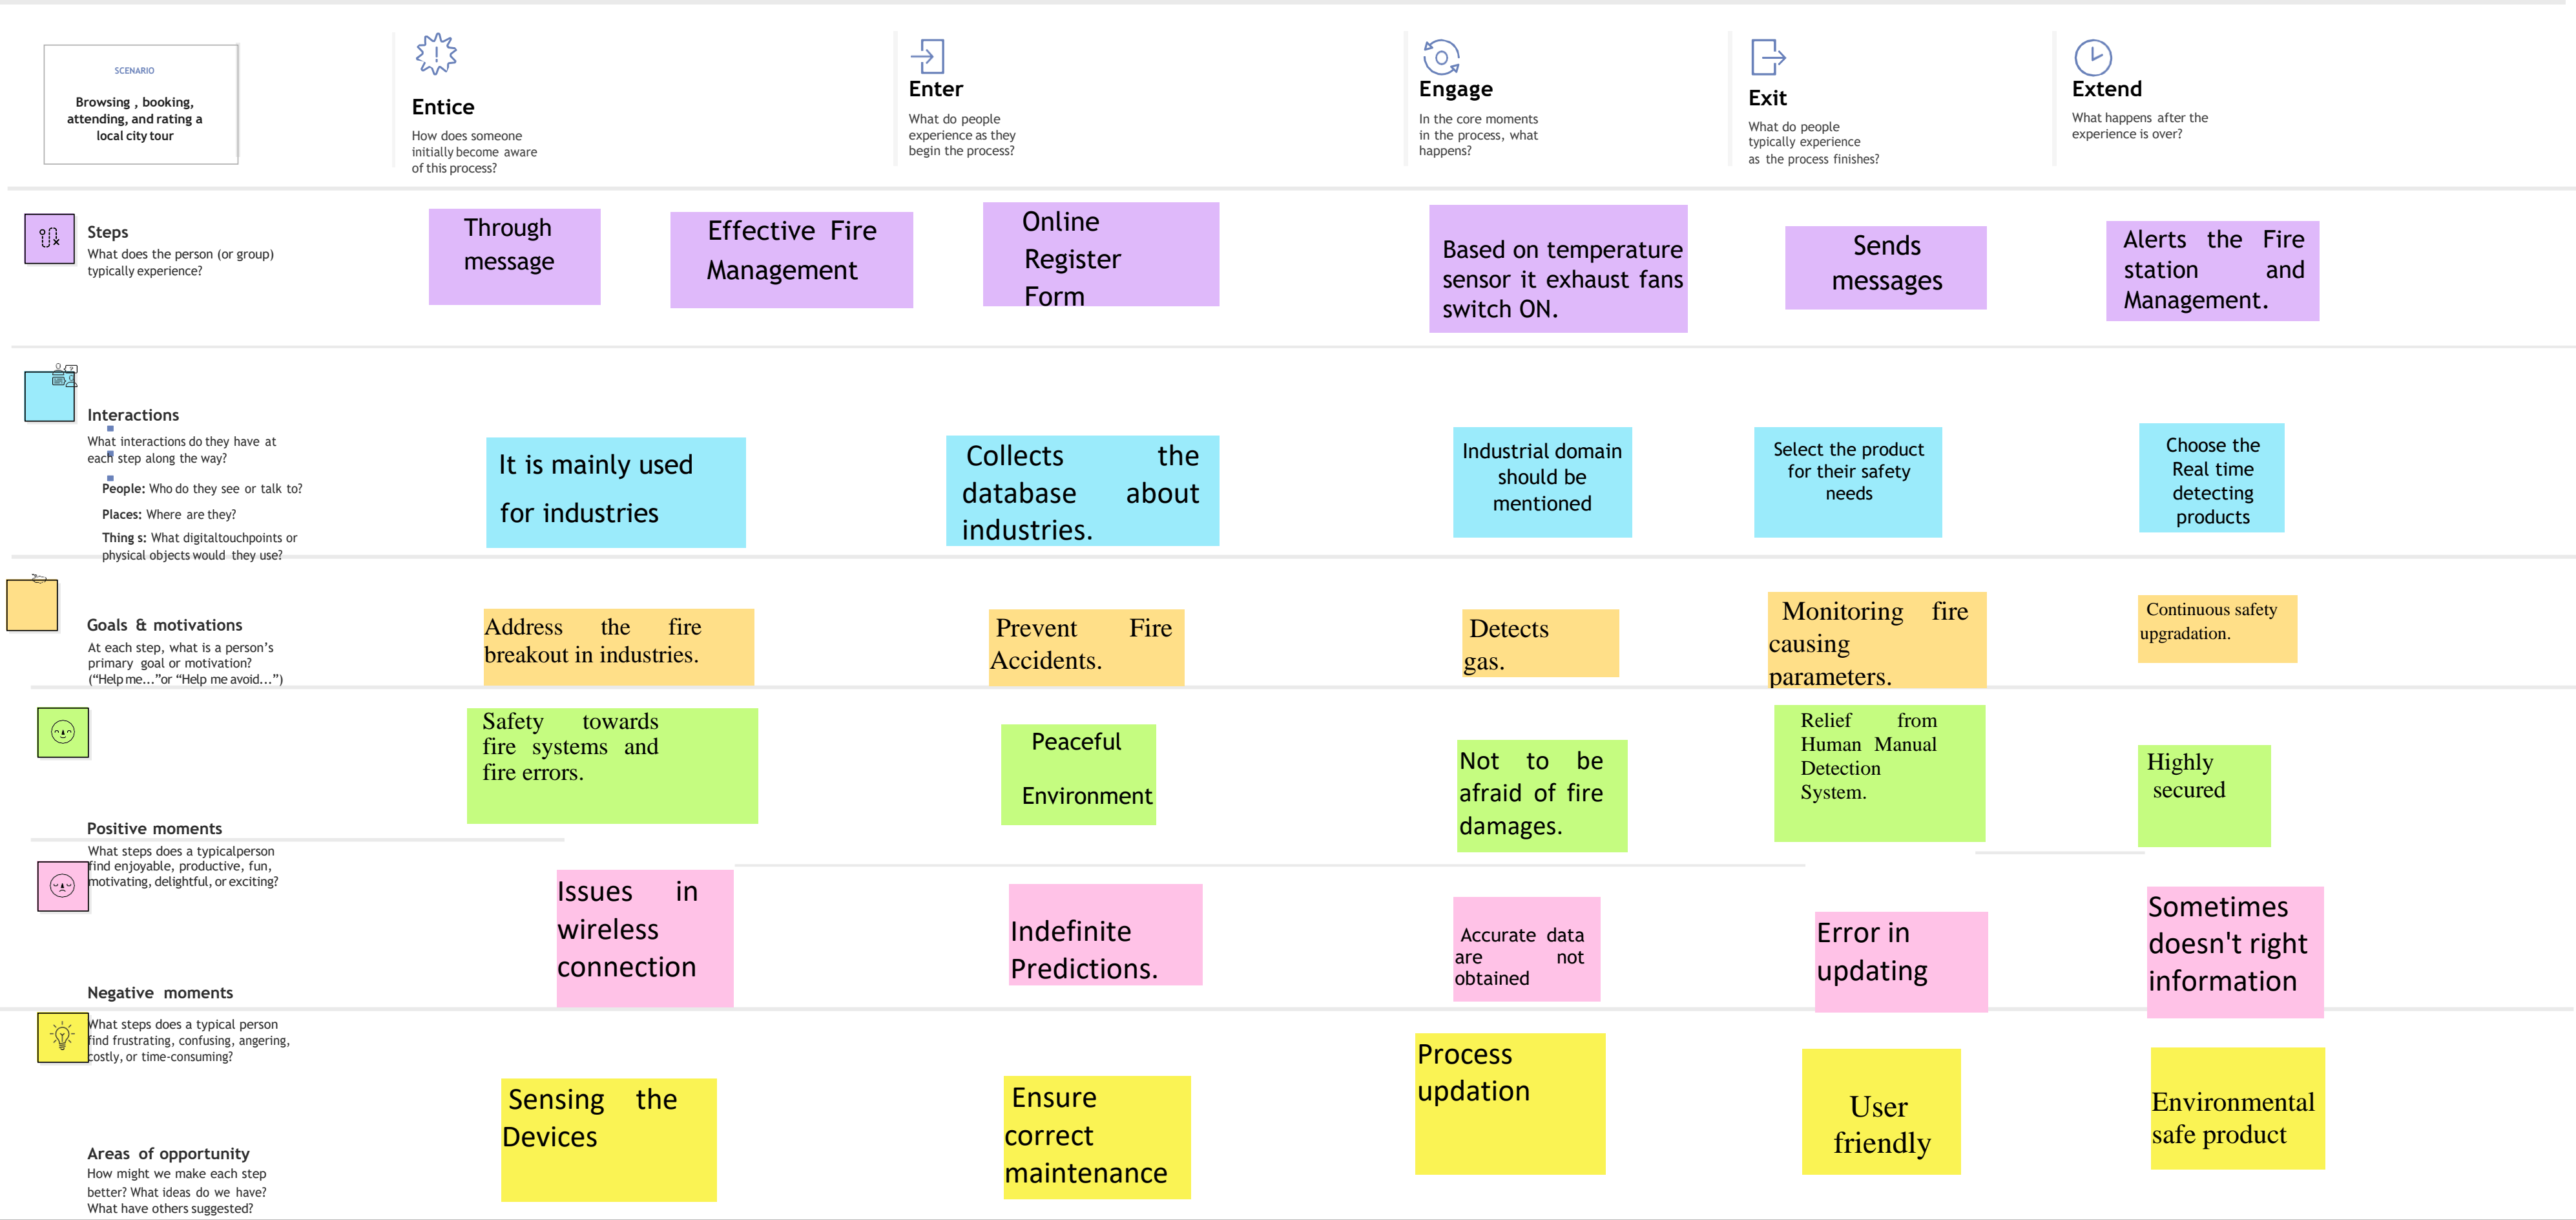 SCENARIO
Browsing , booking,
attending, and rating a
local city tour
Entice
How does someone
initially become aware
of this process?
Enter
What do people
experience as they
begin the process?
Engage
In the core moments
in the process, what
happens?
Exit
What do people
typically experience
as the process finishes?
Extend
What happens after the
experience is over?
Steps
What does the person (or group)
typically experience?
Through
message
Effective Fire
Management
Online
Register
Form
Based on temperature
sensor it exhaust fans
switch ON.
Sends
messages
Alerts the Fire
station and
Management.
Interactions
What interactions do they have at
each step along the way?
People: Who do they see or talk to?
Places: Where are they?
Thing s: What digitaltouchpoints or
physical objects would they use?
It is mainly used
for industries
Collects the
database about
industries.
Industrial domain
should be
mentioned
Select the product
for their safety
needs
Choose the
Real time
detecting
products
Goals & motivations
At each step, what is a person's
primary goal or motivation?
(“Help me...”or “Help me avoid...”)
Address the fire
breakout in industries.
Prevent Fire
Accidents.
Detects
gas.
Monitoring fire
causing
parameters.
Continuous safety
upgradation.
Positive moments
What steps does a typicalperson
find enjoyable, productive, fun,
motivating, delightful, or exciting?
Safety towards
fire systems and
fire errors.
Peaceful
Environment
Not to be
afraid of fire
damages.
Relief from
Human Manual
Detection
System.
Highly
secured
Negative moments
What steps does a typical person
find frustrating, confusing, angering,
costly, or time-consuming?
Issues in
wireless
connection
Indefinite
Predictions.
Accurate data
are not
obtained
Error in
updating
Sometimes
doesn't right
information
Areas of opportunity
How might we make each step
better? What ideas do we have?
What have others suggested?
Sensing the
Devices
Ensure
correct
maintenance
Process
updation
User
friendly
Environmental
safe product